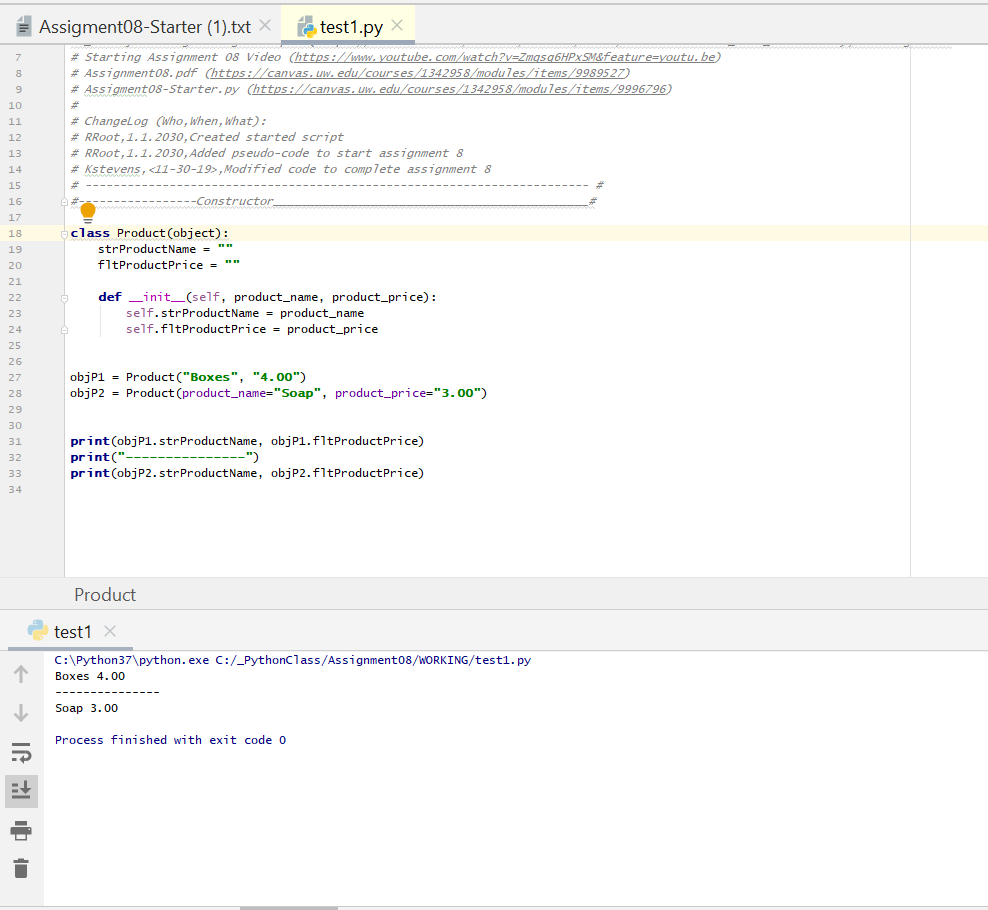 Assigment08-Starter (1).txt
test1.py
7 # Starting Assignment 08 Video (https://www.youtube.com/watch?v=Zmqsq6HPxSM&feature=youtu.be)
8 # Assignment08.pdf (https://canvas.uw.edu/courses/1342958/modules/items/9989527)
9 # Assigment08-Starter.py (https://canvas.uw.edu/courses/1342958/modules/items/9996796)
10 #
11 # ChangeLog (Who,When,What):
12 # RRoot,1.1.2030,Created started script
13 # RRoot,1.1.2030,Added pseudo-code to start assignment 8
14 # Kstevens,<11-30-19>,Modified code to complete assignment 8
15 # ------------------------------------------------------------------------ #
16 #-----------------Constructor_____________________________________________#
17
18 class Product(object):
19 strProductName = ""
20 fltProductPrice = ""
21
22 def __init__(self, product_name, product_price):
23 self.strProductName = product_name
24 self.fltProductPrice = product_price
25
26
27 objP1 = Product("Boxes", "4.00")
28 objP2 = Product(product_name="Soap", product_price="3.00")
29
30
31 print(objP1.strProductName, objP1.fltProductPrice)
32 print("---------------")
33 print(objP2.strProductName, objP2.fltProductPrice)
34
Product
test1
C:\Python37\python.exe C:/_PythonClass/Assignment08/WORKING/test1.py
Boxes 4.00
---------------
Soap 3.00
Process finished with exit code 0